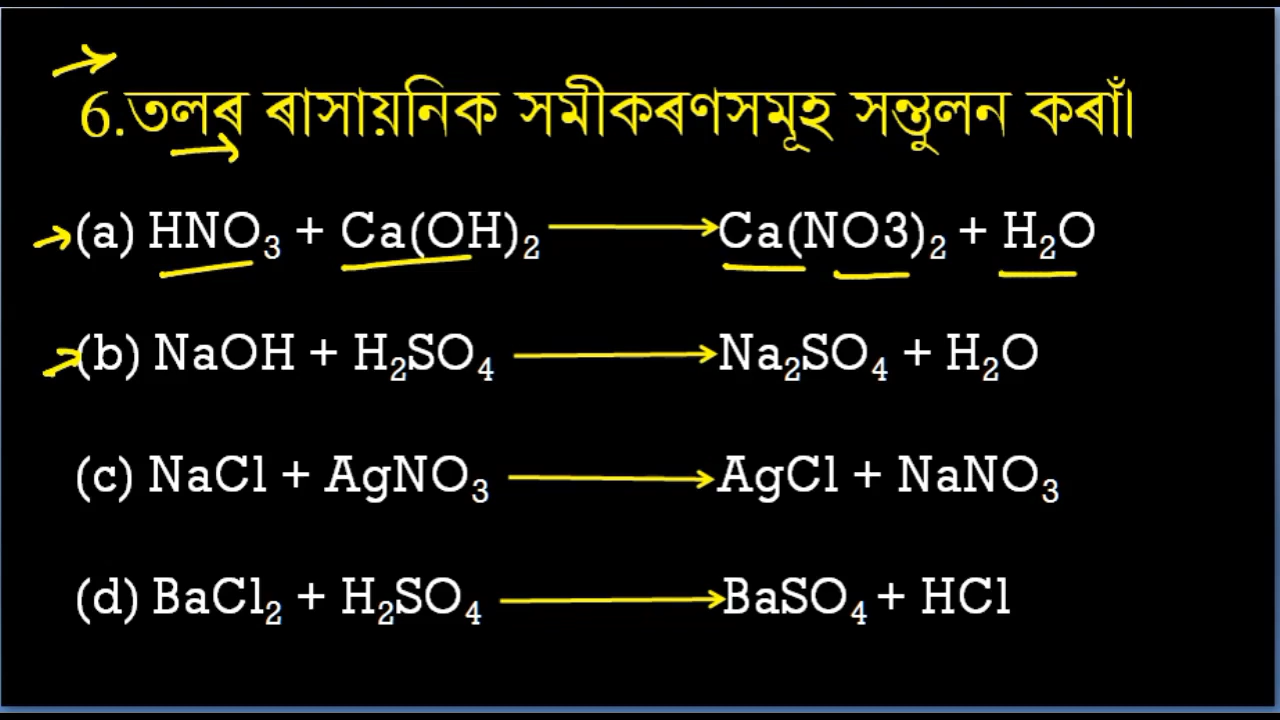 6.তলৰ ৰাসায়নিক সমীকৰণসমূহ সন্তুলন কৰাঁ।
(a) HNO₃ + Ca(OH)₂ ⟶ Ca(NO3)₂ + H₂O
(b) NaOH + H₂SO₄ ⟶ Na₂SO₄ + H₂O
(c) NaCl + AgNO₃ ⟶ AgCl + NaNO₃
(d) BaCl₂ + H₂SO₄ ⟶ BaSO₄ + HCl